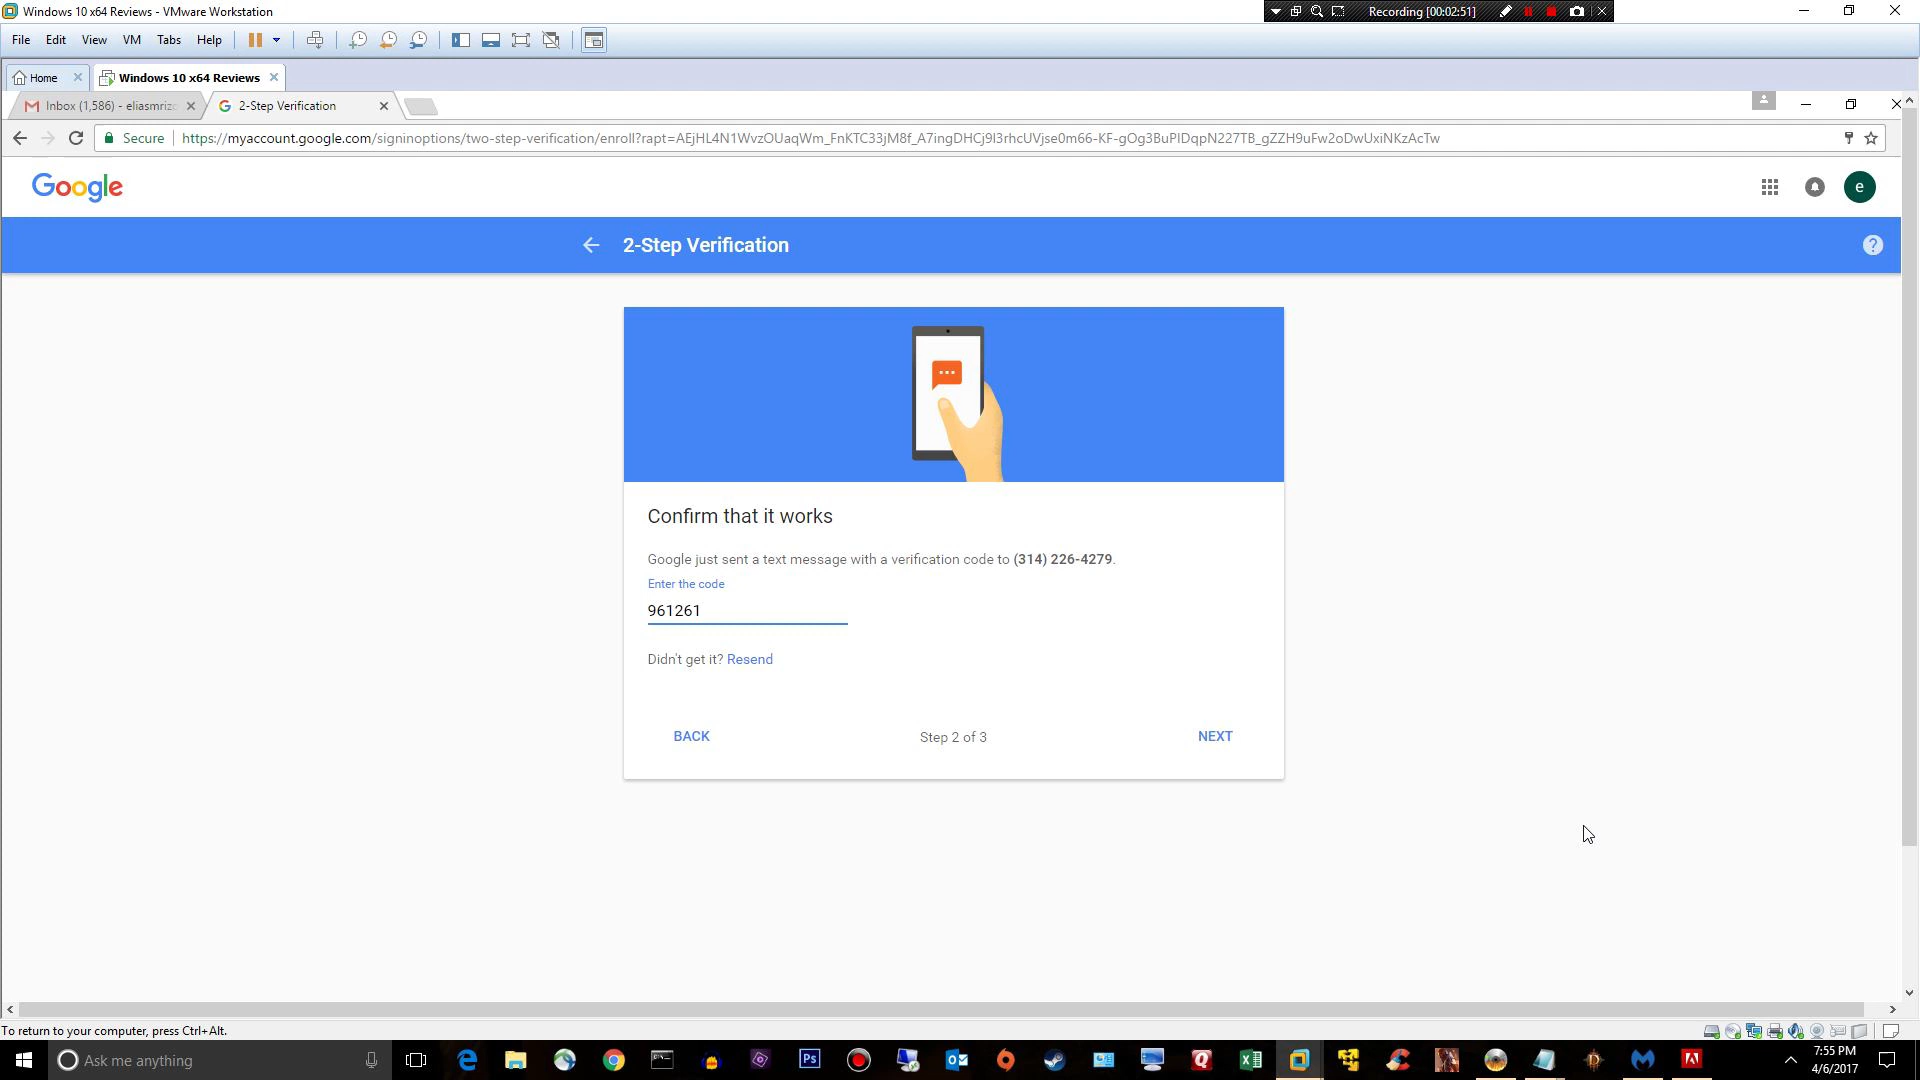 Windows 10 x64 Reviews - VMware Workstation
Recording [00:02:51]
File Edit View VM Tabs Help
Home
Windows 10 x64 Reviews
Inbox (1,586) - eliasmrizo
2-Step Verification
Secure
https://myaccount.google.com/signinoptions/two-step-verification/enroll?rapt=AEjHL4N1WvzOUaqWm_FnKTC33jM8f_A7ingDHCj9l3rhcUVjse0m66-KF-gOg3BuPIDqpN227TB_gZZH9uFw2oDwUxiNKzAcTw
Google
e
2-Step Verification
?
Confirm that it works
Google just sent a text message with a verification code to (314) 226-4279.
Enter the code
961261
Didn't get it? Resend
BACK
Step 2 of 3
NEXT
To return to your computer, press Ctrl+Alt.
Ask me anything
Ps
7:55 PM
4/6/2017